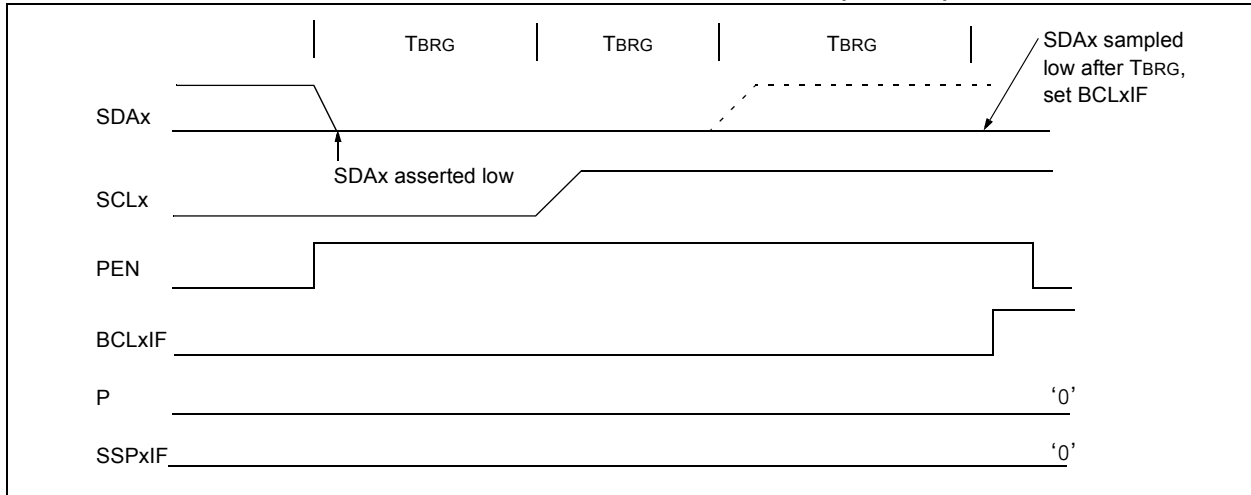 TBRG TBRG TBRG
SDAx sampled
low after TBRG,
set BCLxIF
SDAx
SDAx asserted low
SCLx
PEN
BCLxIF
P '0'
SSPxIF '0'